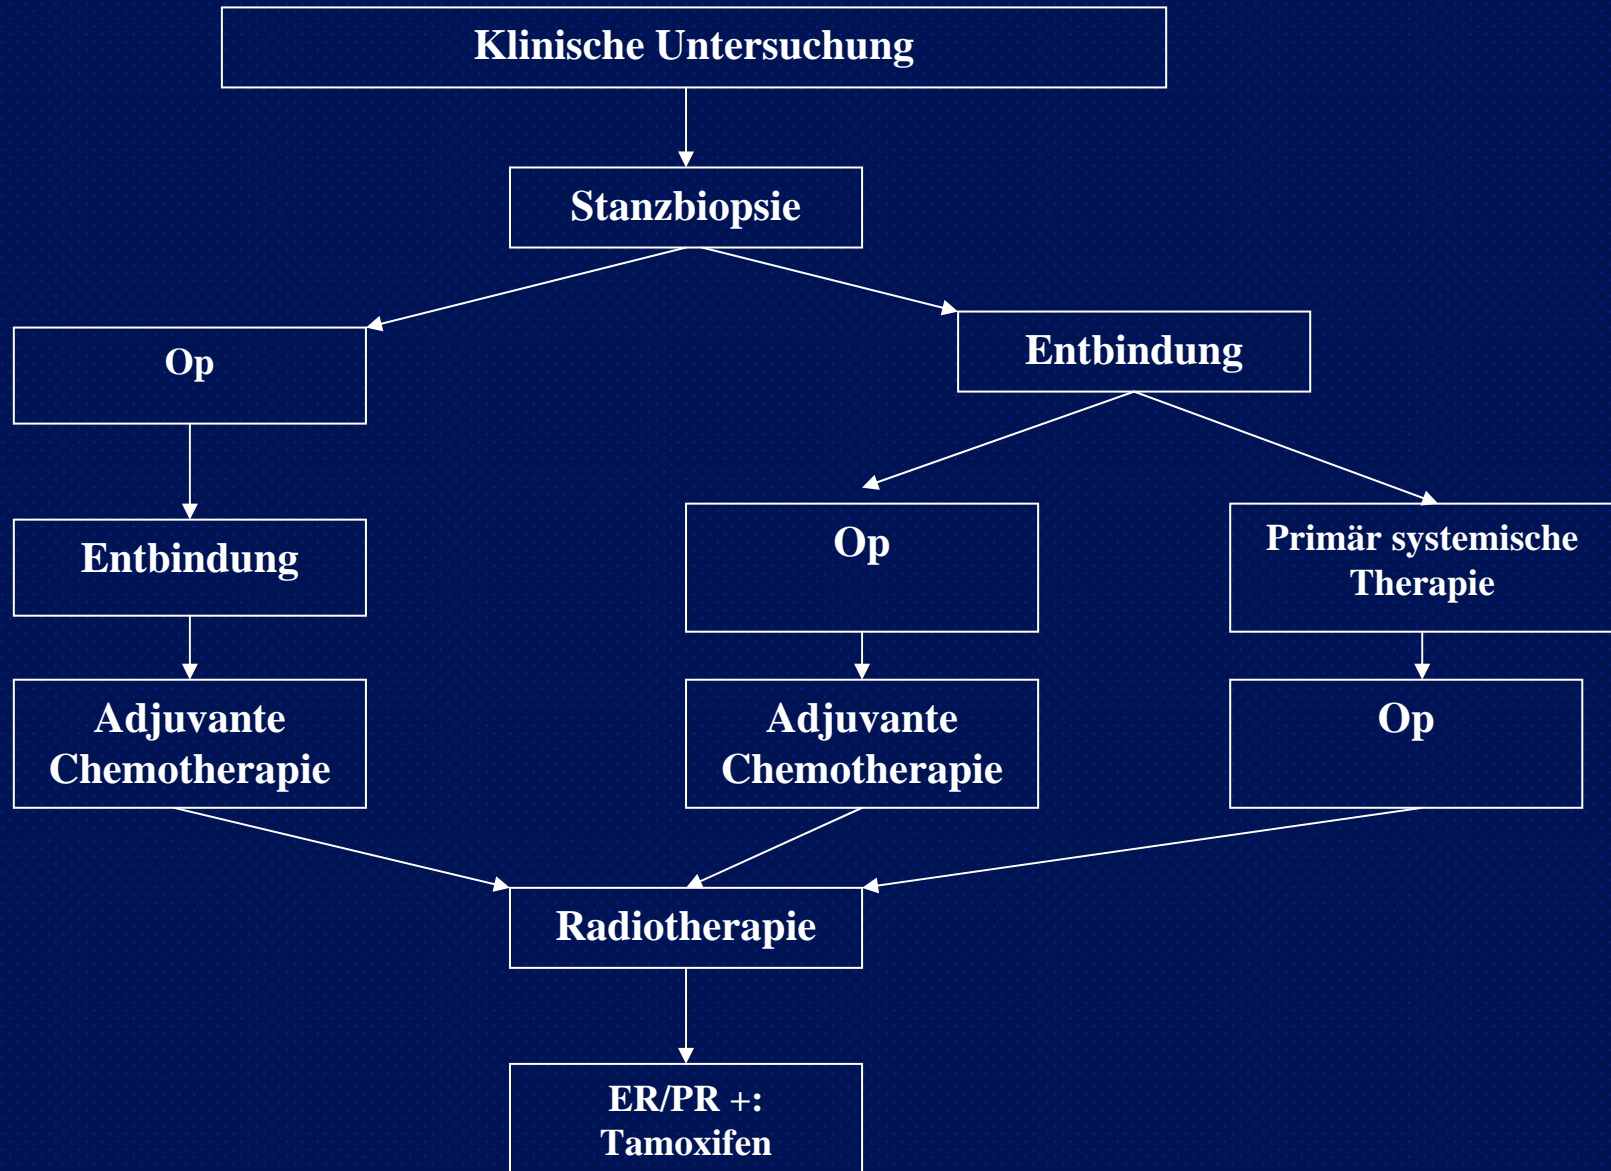 Klinische Untersuchung
Stanzbiopsie
Op
Entbindung
Entbindung
Op
Primär systemische
Therapie
Adjuvante
Chemotherapie
Adjuvante
Chemotherapie
Op
Radiotherapie
ER/PR +:
Tamoxifen